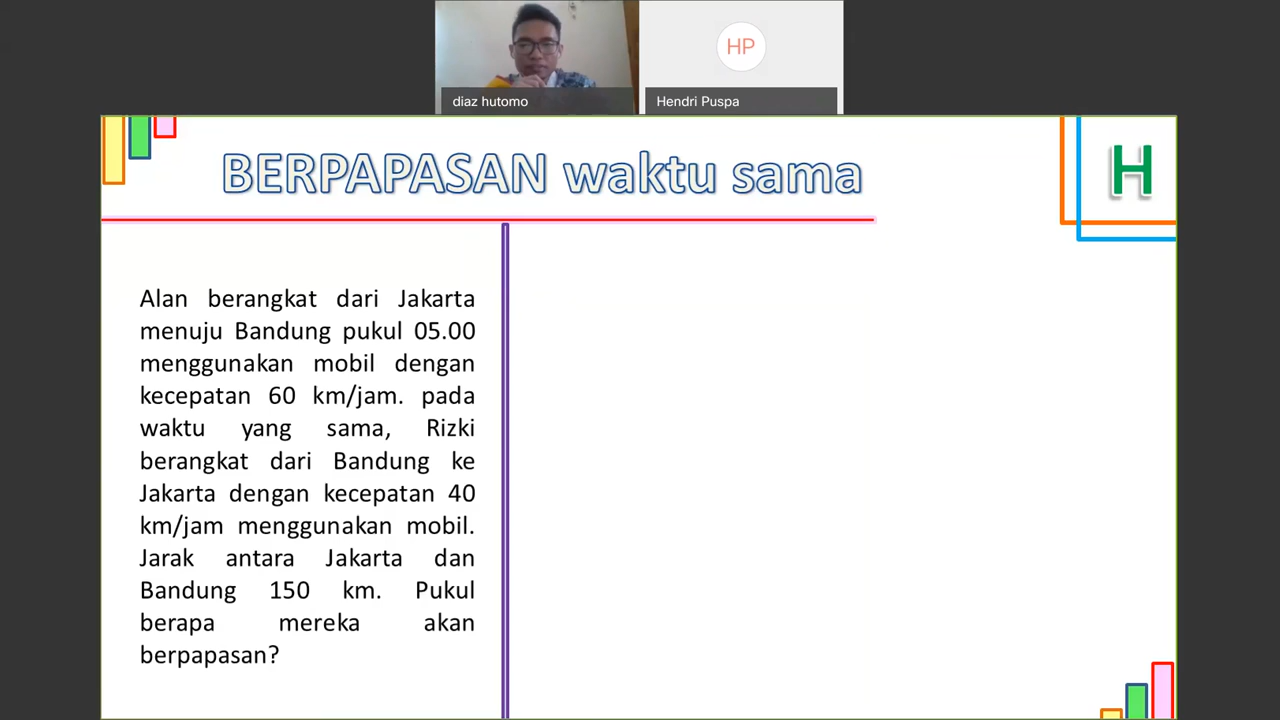 HP
diaz hutomo
Hendri Puspa
BERPAPASAN waktu sama
H
Alan berangkat dari Jakarta
menuju Bandung pukul 05.00
menggunakan mobil dengan
kecepatan 60 km/jam. pada
waktu yang sama, Rizki
berangkat dari Bandung ke
Jakarta dengan kecepatan 40
km/jam menggunakan mobil.
Jarak antara Jakarta dan
Bandung 150 km. Pukul
berapa mereka akan
berpapasan?